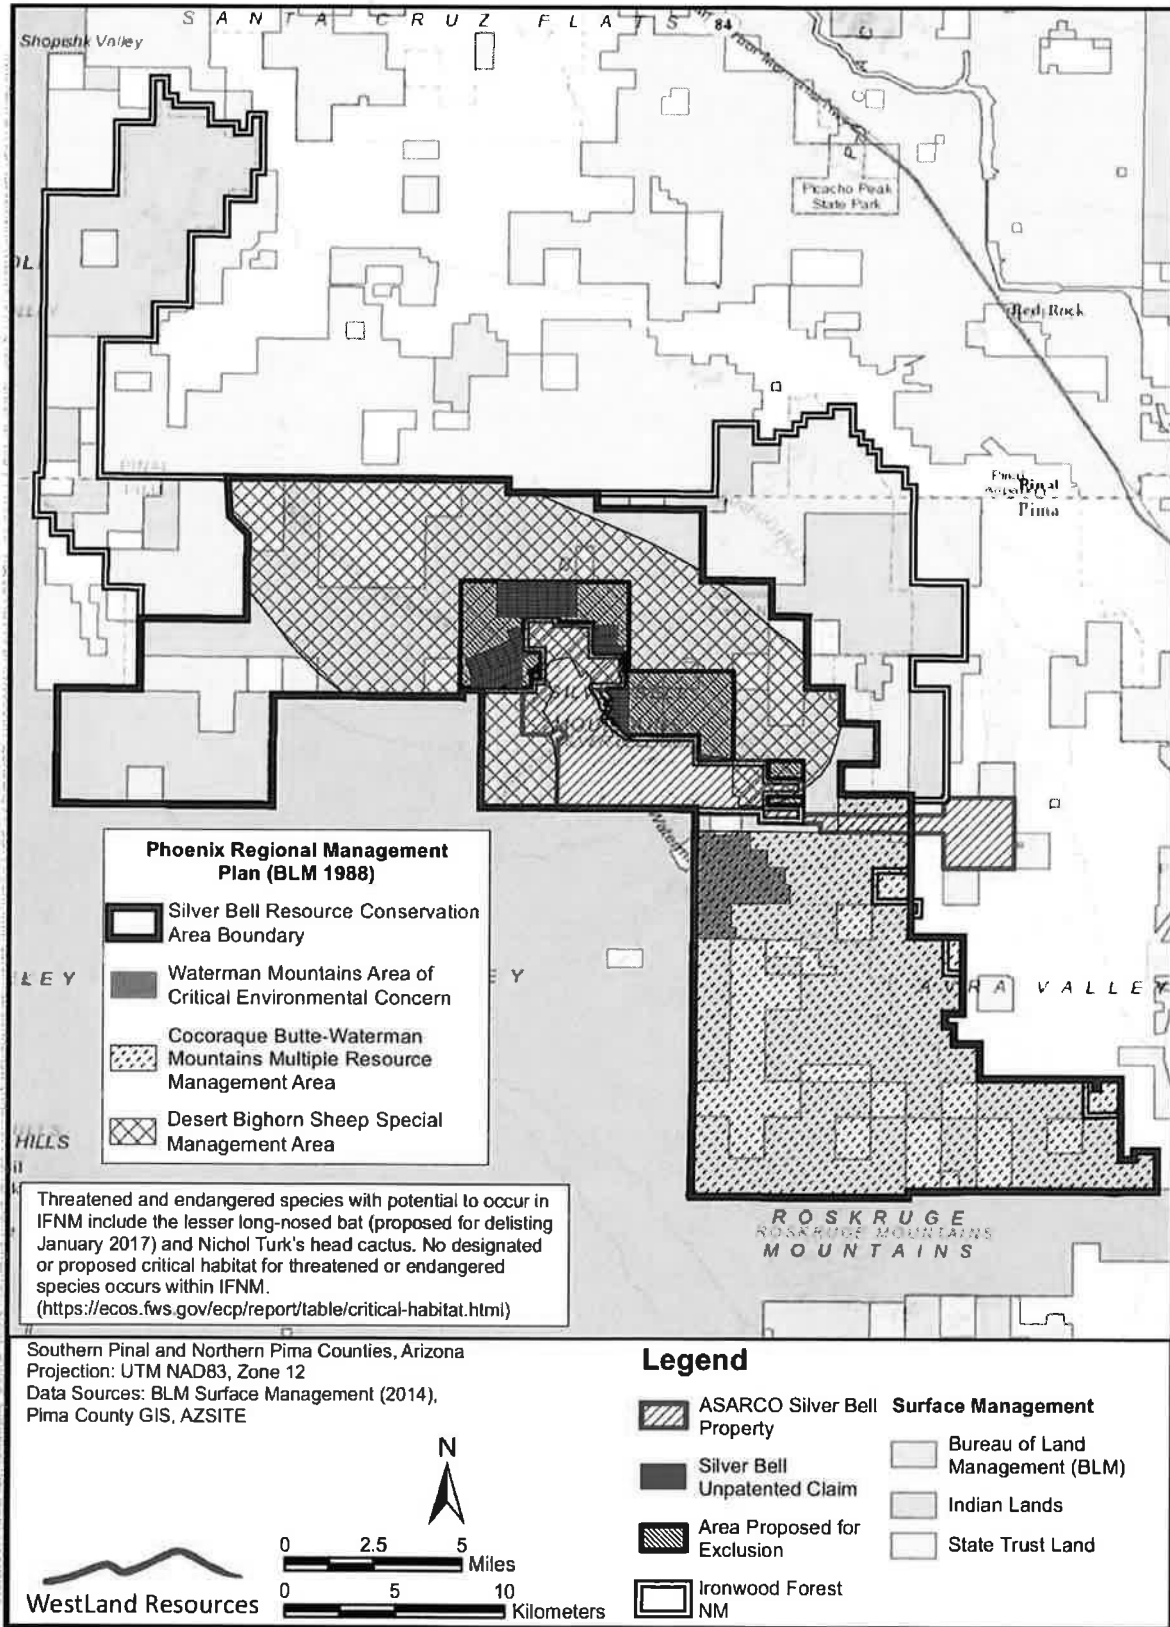 SANTA CRUZ FLATS
Shopishk Valley
84
Picacho Peak
State Park
Red Rock
Pinal
Pima
AVRA VALLEY
LEY
EY
HILLS
ROSKRUGE
ROSKRUGE MOUNTAINS
MOUNTAINS
Phoenix Regional Management
Plan (BLM 1988)
Silver Bell Resource Conservation
Area Boundary
Waterman Mountains Area of
Critical Environmental Concern
Cocoraque Butte-Waterman
Mountains Multiple Resource
Management Area
Desert Bighorn Sheep Special
Management Area
Threatened and endangered species with potential to occur in
IFNM include the lesser long-nosed bat (proposed for delisting
January 2017) and Nichol Turk's head cactus. No designated
or proposed critical habitat for threatened or endangered
species occurs within IFNM.
(https://ecos.fws.gov/ecp/report/table/critical-habitat.html)
Southern Pinal and Northern Pima Counties, Arizona
Projection: UTM NAD83, Zone 12
Data Sources: BLM Surface Management (2014),
Pima County GIS, AZSITE
N
0 2.5 5
Miles
0 5 10
Kilometers
WestLand Resources
Legend
ASARCO Silver Bell
Property
Silver Bell
Unpatented Claim
Area Proposed for
Exclusion
Ironwood Forest
NM
Surface Management
Bureau of Land
Management (BLM)
Indian Lands
State Trust Land